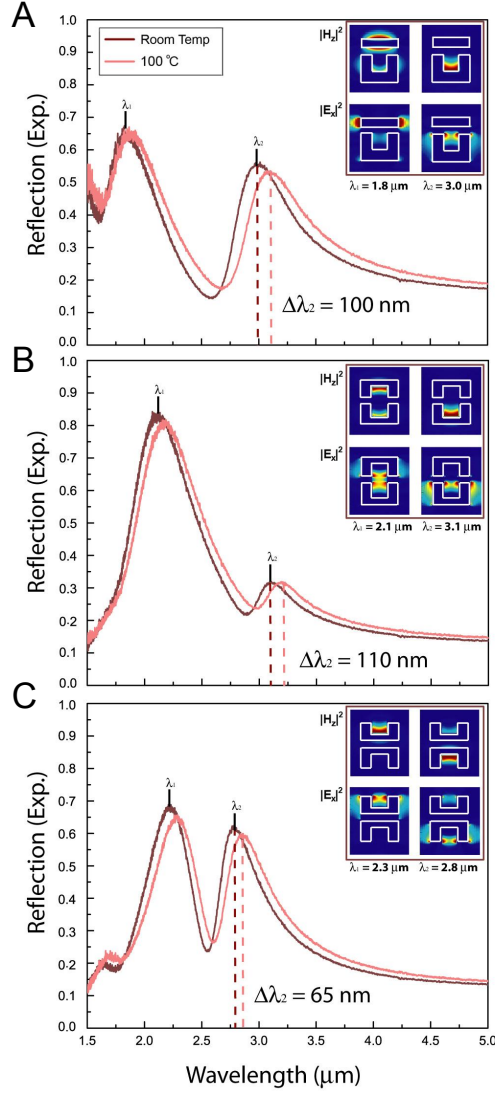 A
Room Temp
100 °C
λ₁
λ₂
|Hz|²
|Ex|²
λ₁ = 1.8 μm λ₂ = 3.0 μm
Δλ₂ = 100 nm
Reflection (Exp.)
1.0
0.9
0.8
0.7
0.6
0.5
0.4
0.3
0.2
0.1
0.0
B
λ₁
λ₂
|Hz|²
|Ex|²
λ₁ = 2.1 μm λ₂ = 3.1 μm
Δλ₂ = 110 nm
Reflection (Exp.)
1.0
0.9
0.8
0.7
0.6
0.5
0.4
0.3
0.2
0.1
0.0
C
λ₁
λ₂
|Hz|²
|Ex|²
λ₁ = 2.3 μm λ₂ = 2.8 μm
Δλ₂ = 65 nm
Reflection (Exp.)
1.0
0.9
0.8
0.7
0.6
0.5
0.4
0.3
0.2
0.1
0.0
1.5 2.0 2.5 3.0 3.5 4.0 4.5 5.0
Wavelength (μm)